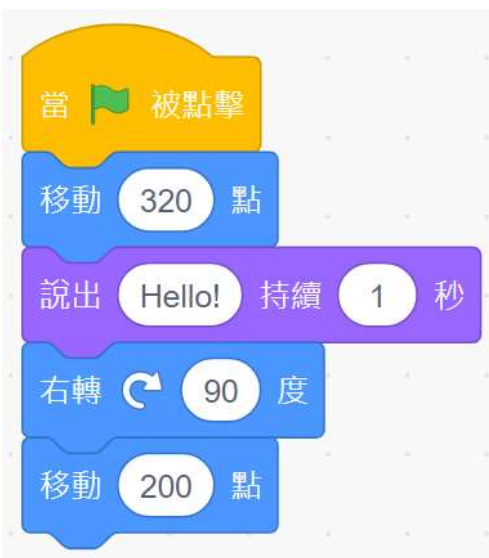 當 被點擊
移動 320 點
說出 Hello! 持續 1 秒
右轉 90 度
移動 200 點